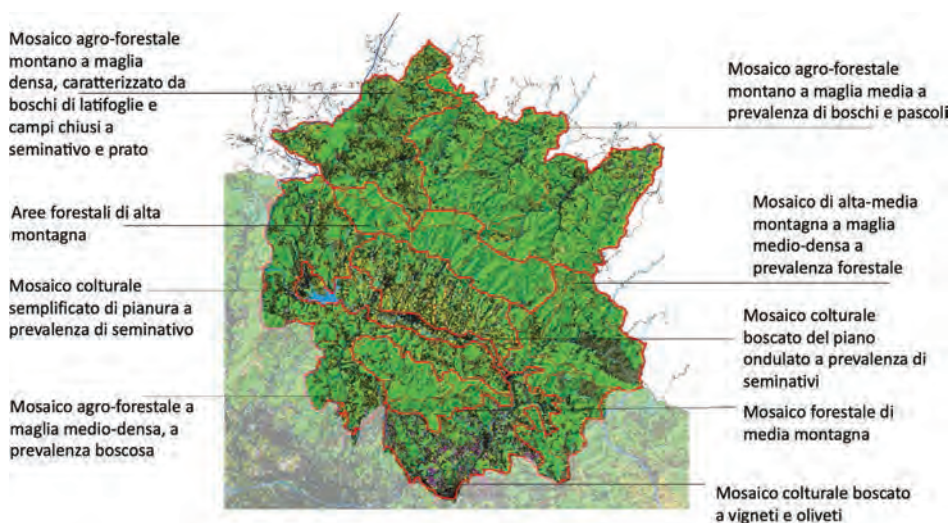 Mosaico agro-forestale
montano a maglia
densa, caratterizzato da
boschi di latifoglie e
campi chiusi a
seminativo e prato
Aree forestali di alta
montagna
Mosaico colturale
semplificato di pianura a
prevalenza di seminativo
Mosaico agro-forestale a
maglia medio-densa, a
prevalenza boscosa
Mosaico agro-forestale
montano a maglia media a
prevalenza di boschi e pascoli
Mosaico di alta-media
montagna a maglia
medio-densa a
prevalenza forestale
Mosaico colturale
boscato del piano
ondulato a prevalenza di
seminativi
Mosaico forestale di
media montagna
Mosaico colturale boscato
a vigneti e oliveti